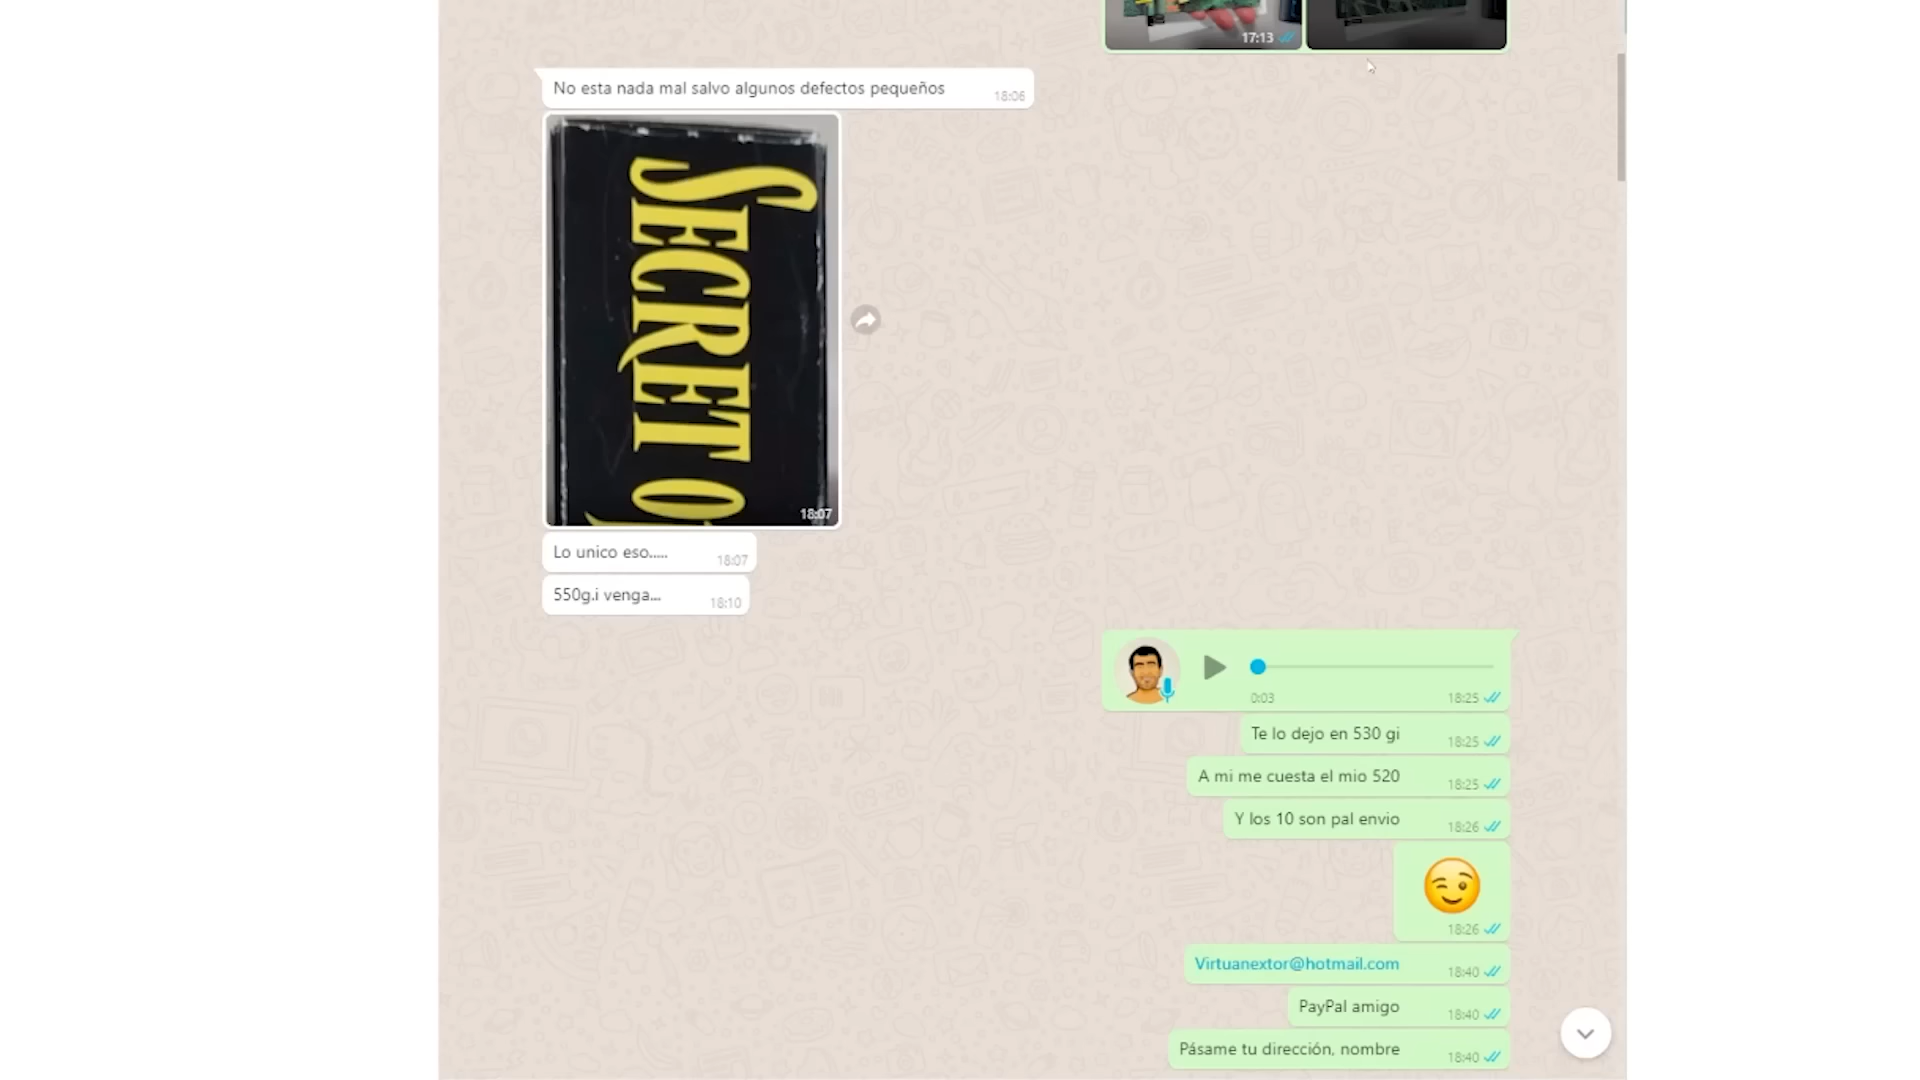 17:13
No esta nada mal salvo algunos defectos pequeños
18:06
SECRET O
18:07
Lo unico eso.....
18:07
550g.i venga...
18:10
0:03
18:25
Te lo dejo en 530 gi
18:25
A mi me cuesta el mio 520
18:25
Y los 10 son pal envio
18:26
18:26
Virtuanextor@hotmail.com
18:40
PayPal amigo
18:40
Pásame tu dirección, nombre
18:40